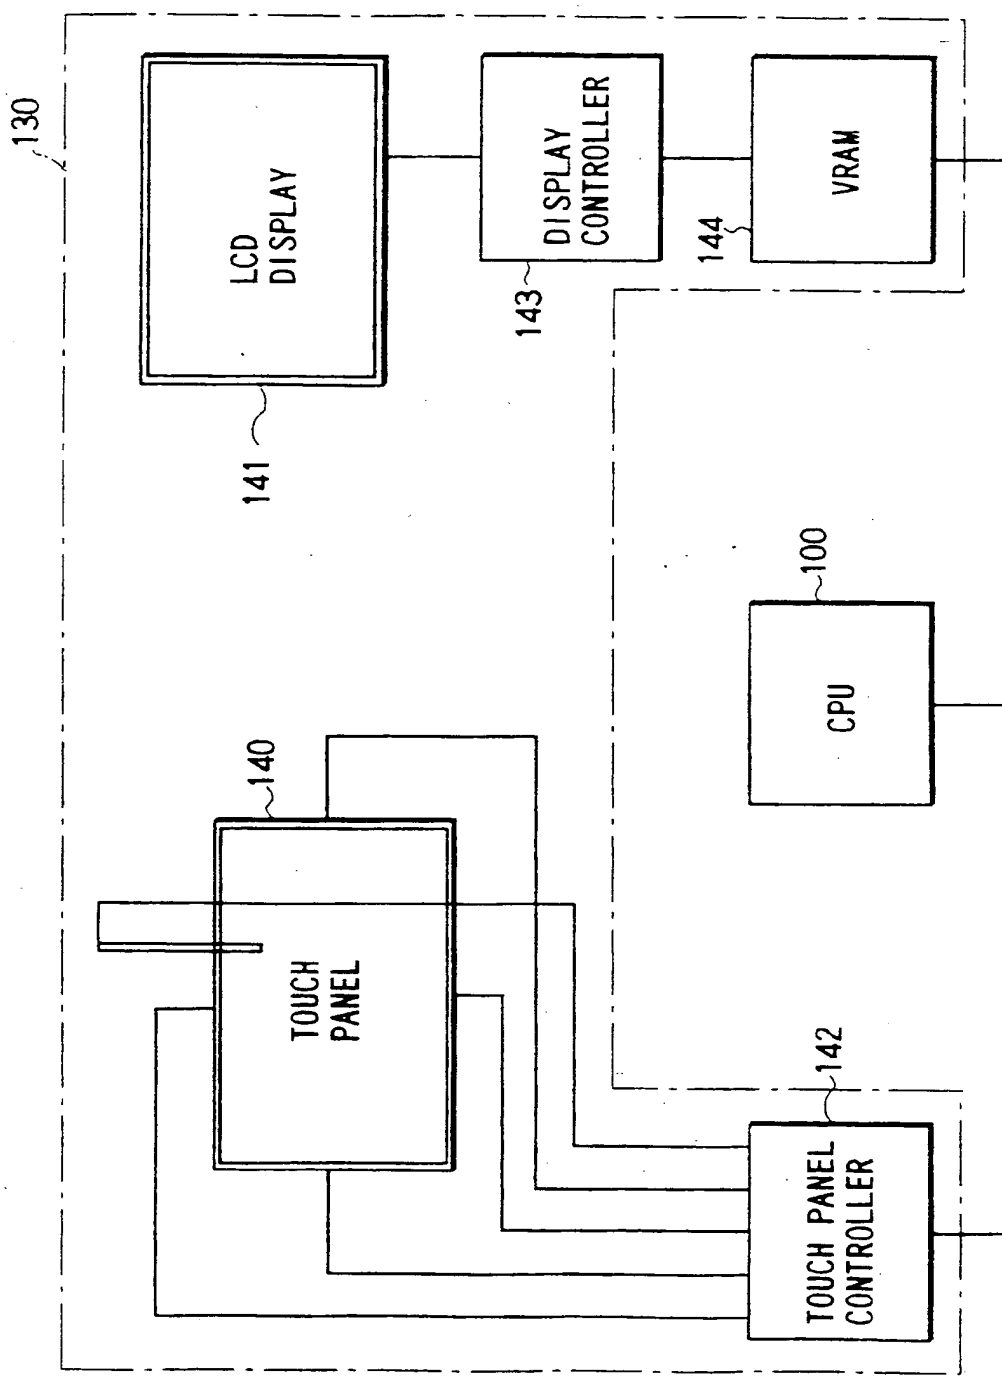 130
LCD
DISPLAY
141
DISPLAY
CONTROLLER
143
VRAM
144
CPU
100
TOUCH
PANEL
140
TOUCH PANEL
CONTROLLER
142